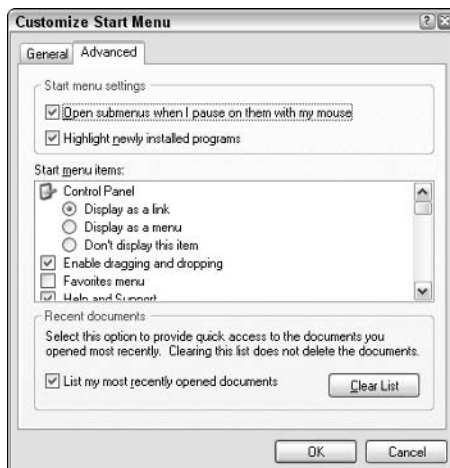 Customize Start Menu
General Advanced
Start menu settings
Open submenus when I pause on them with my mouse
Highlight newly installed programs
Start menu items:
Control Panel
Display as a link
Display as a menu
Don't display this item
Enable dragging and dropping
Favorites menu
Help and Support
Recent documents
Select this option to provide quick access to the documents you
opened most recently. Clearing this list does not delete the documents.
List my most recently opened documents
Clear List
OK Cancel